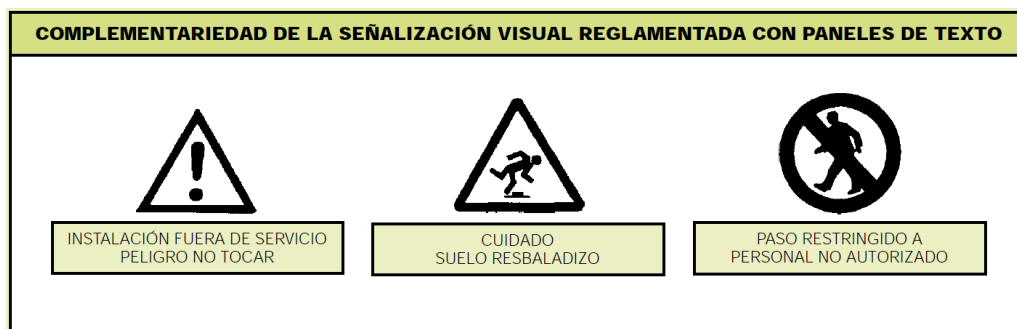 COMPLEMENTARIEDAD DE LA SEÑALIZACIÓN VISUAL REGLAMENTADA CON PANELES DE TEXTO
INSTALACIÓN FUERA DE SERVICIO
PELIGRO NO TOCAR
CUIDADO
SUELO RESBALADIZO
PASO RESTRINGIDO A
PERSONAL NO AUTORIZADO